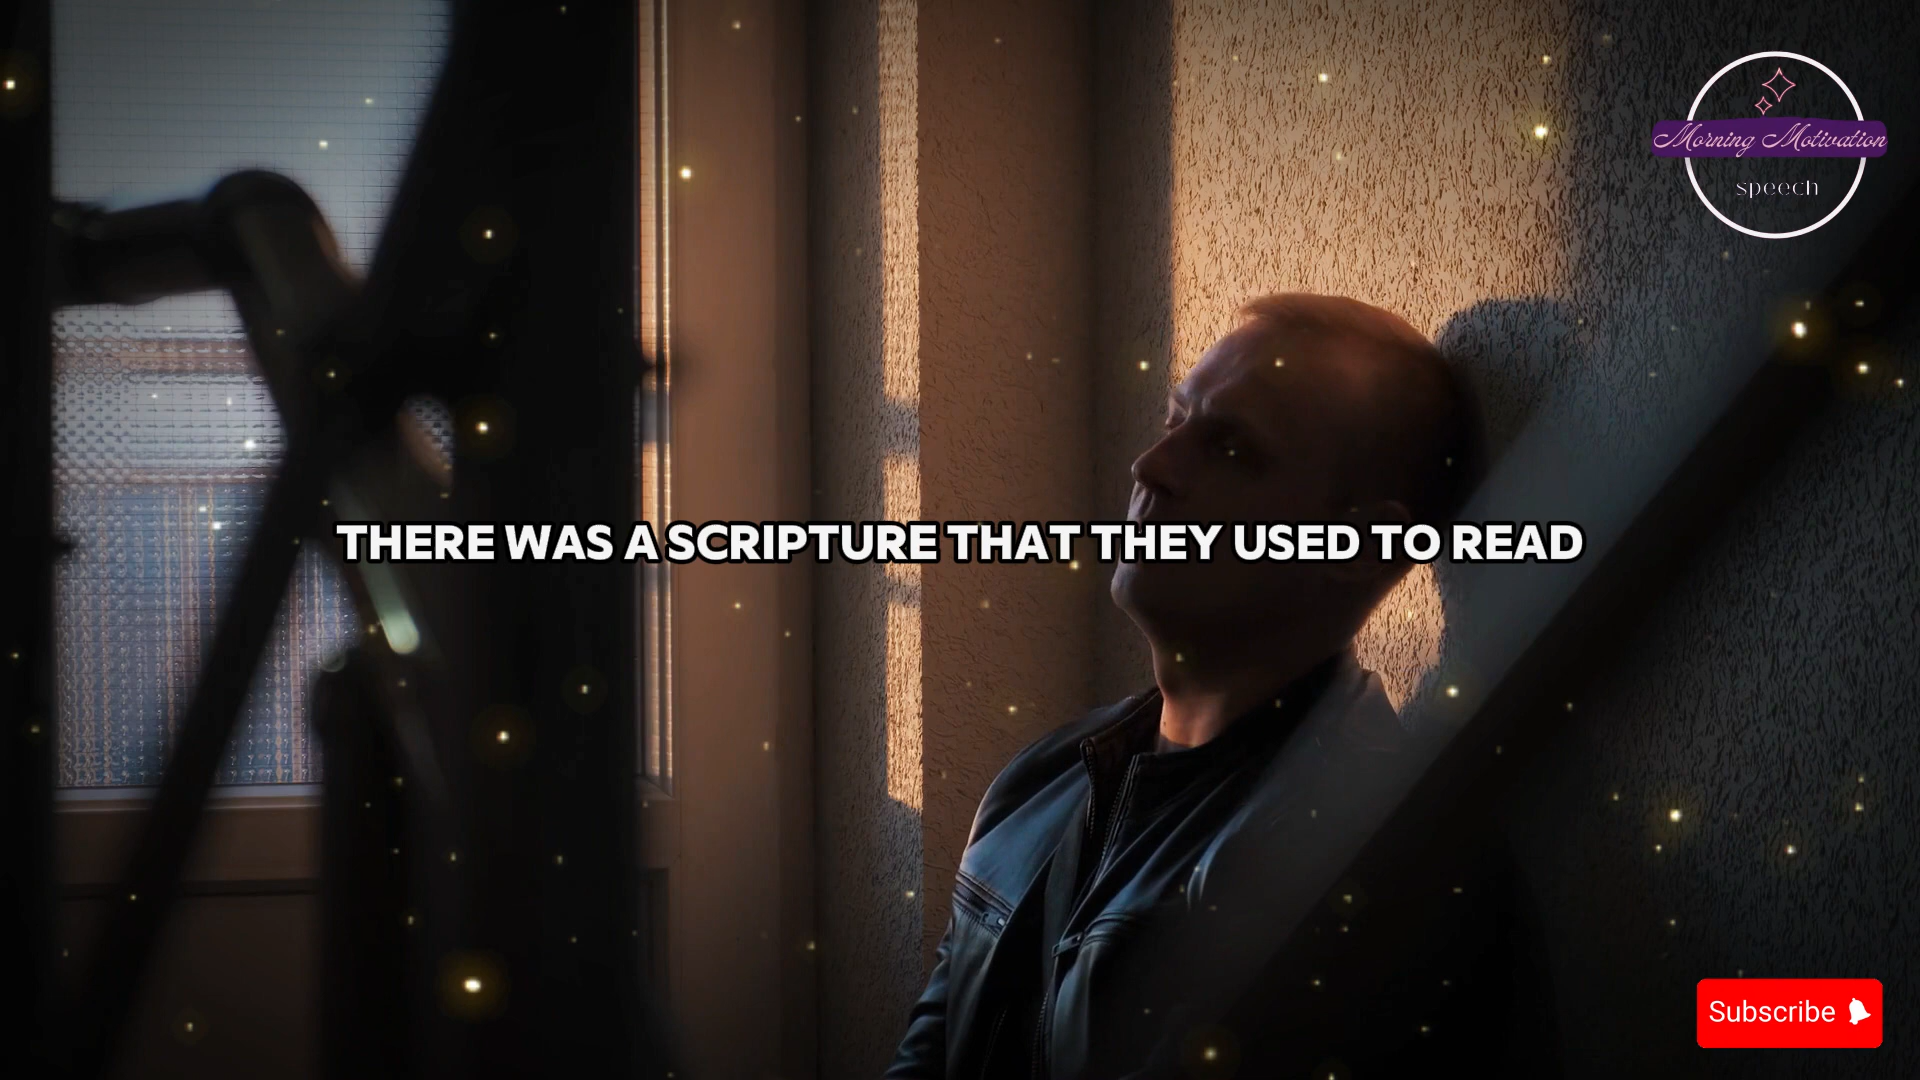 Morning Motivation
speech
THERE WAS A SCRIPTURE THAT THEY USED TO READ
Subscribe